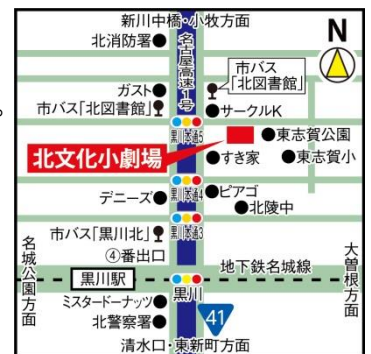 新川中橋・小牧方面
N
北消防署
名古屋高速1号
市バス
「北図書館」
ガスト
市バス「北図書館」
サークルK
黒川本通5
東志賀公園
北文化小劇場
すき家
東志賀小
デニーズ
黒川本通4
ピアゴ
北陵中
市バス「黒川北」
黒川本通3
④番出口
名城公園方面
黒川駅
地下鉄名城線
大曽根方面
ミスタードーナッツ
黒川
北警察署
41
清水口・東新町方面